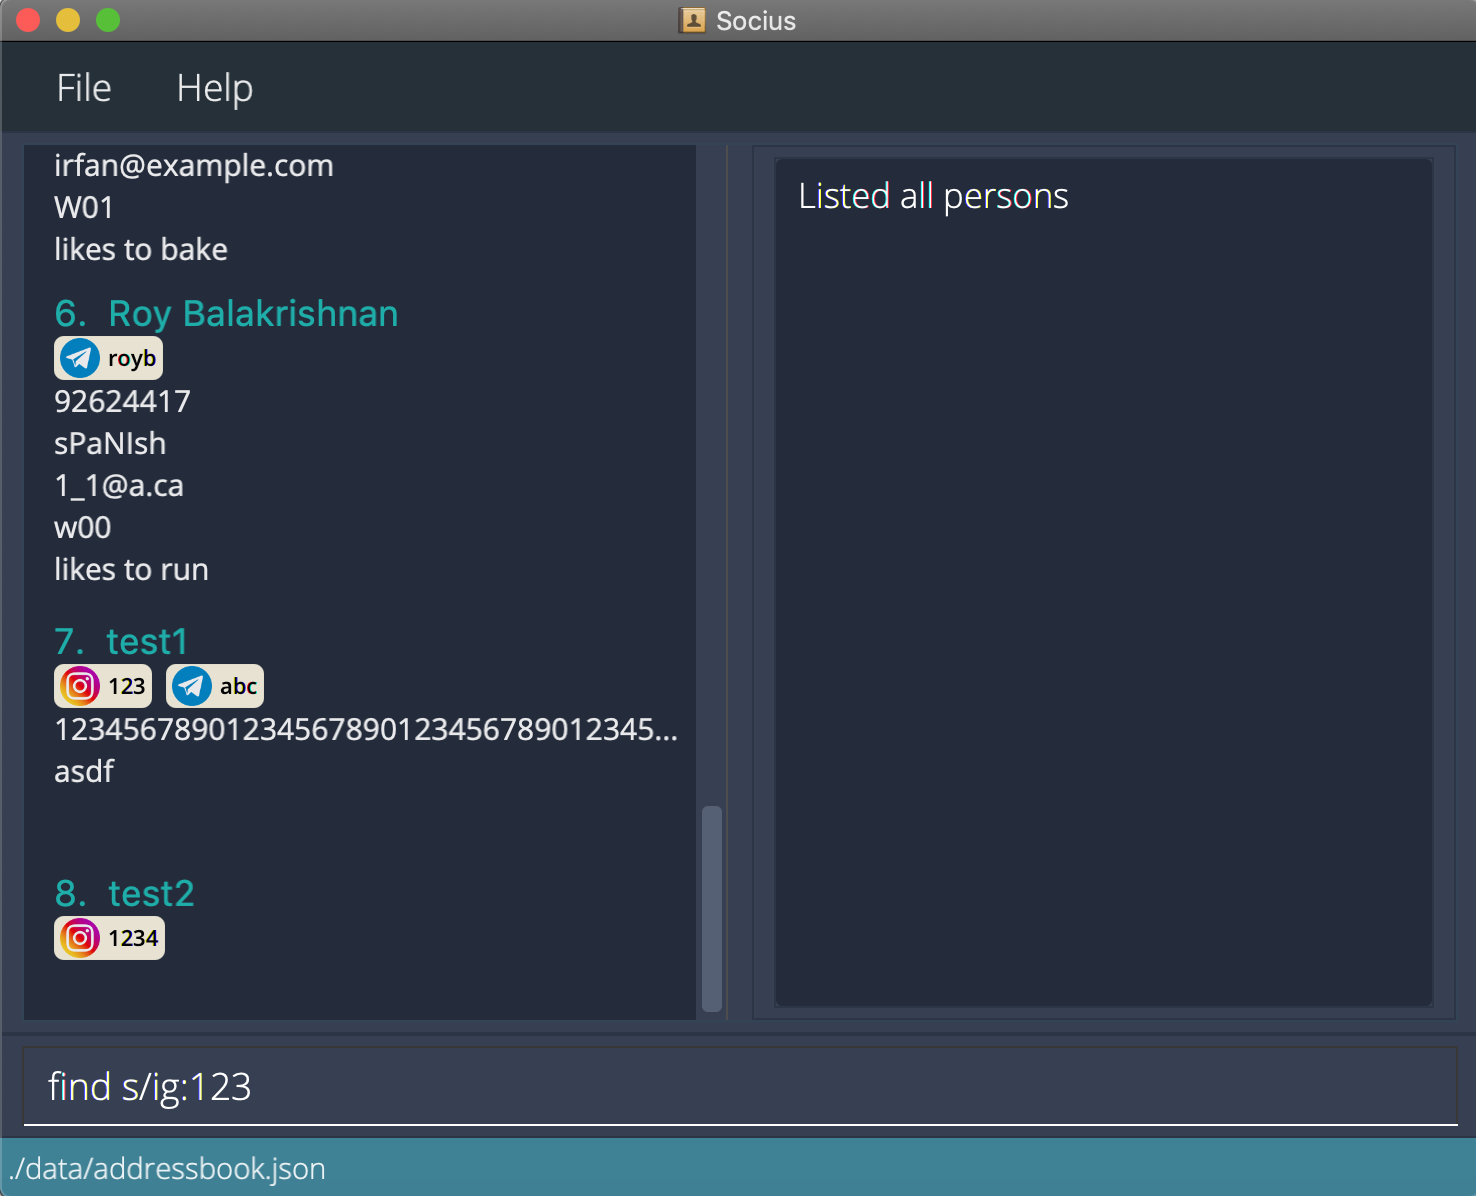 Socius
File Help
irfan@example.com
W01
likes to bake
6. Roy Balakrishnan
royb
92624417
sPaNIsh
1_1@a.ca
w00
likes to run
7. test1
123 abc
12345678901234567890123456789012345...
asdf
8. test2
1234
Listed all persons
find s/ig:123
./data/addressbook.json